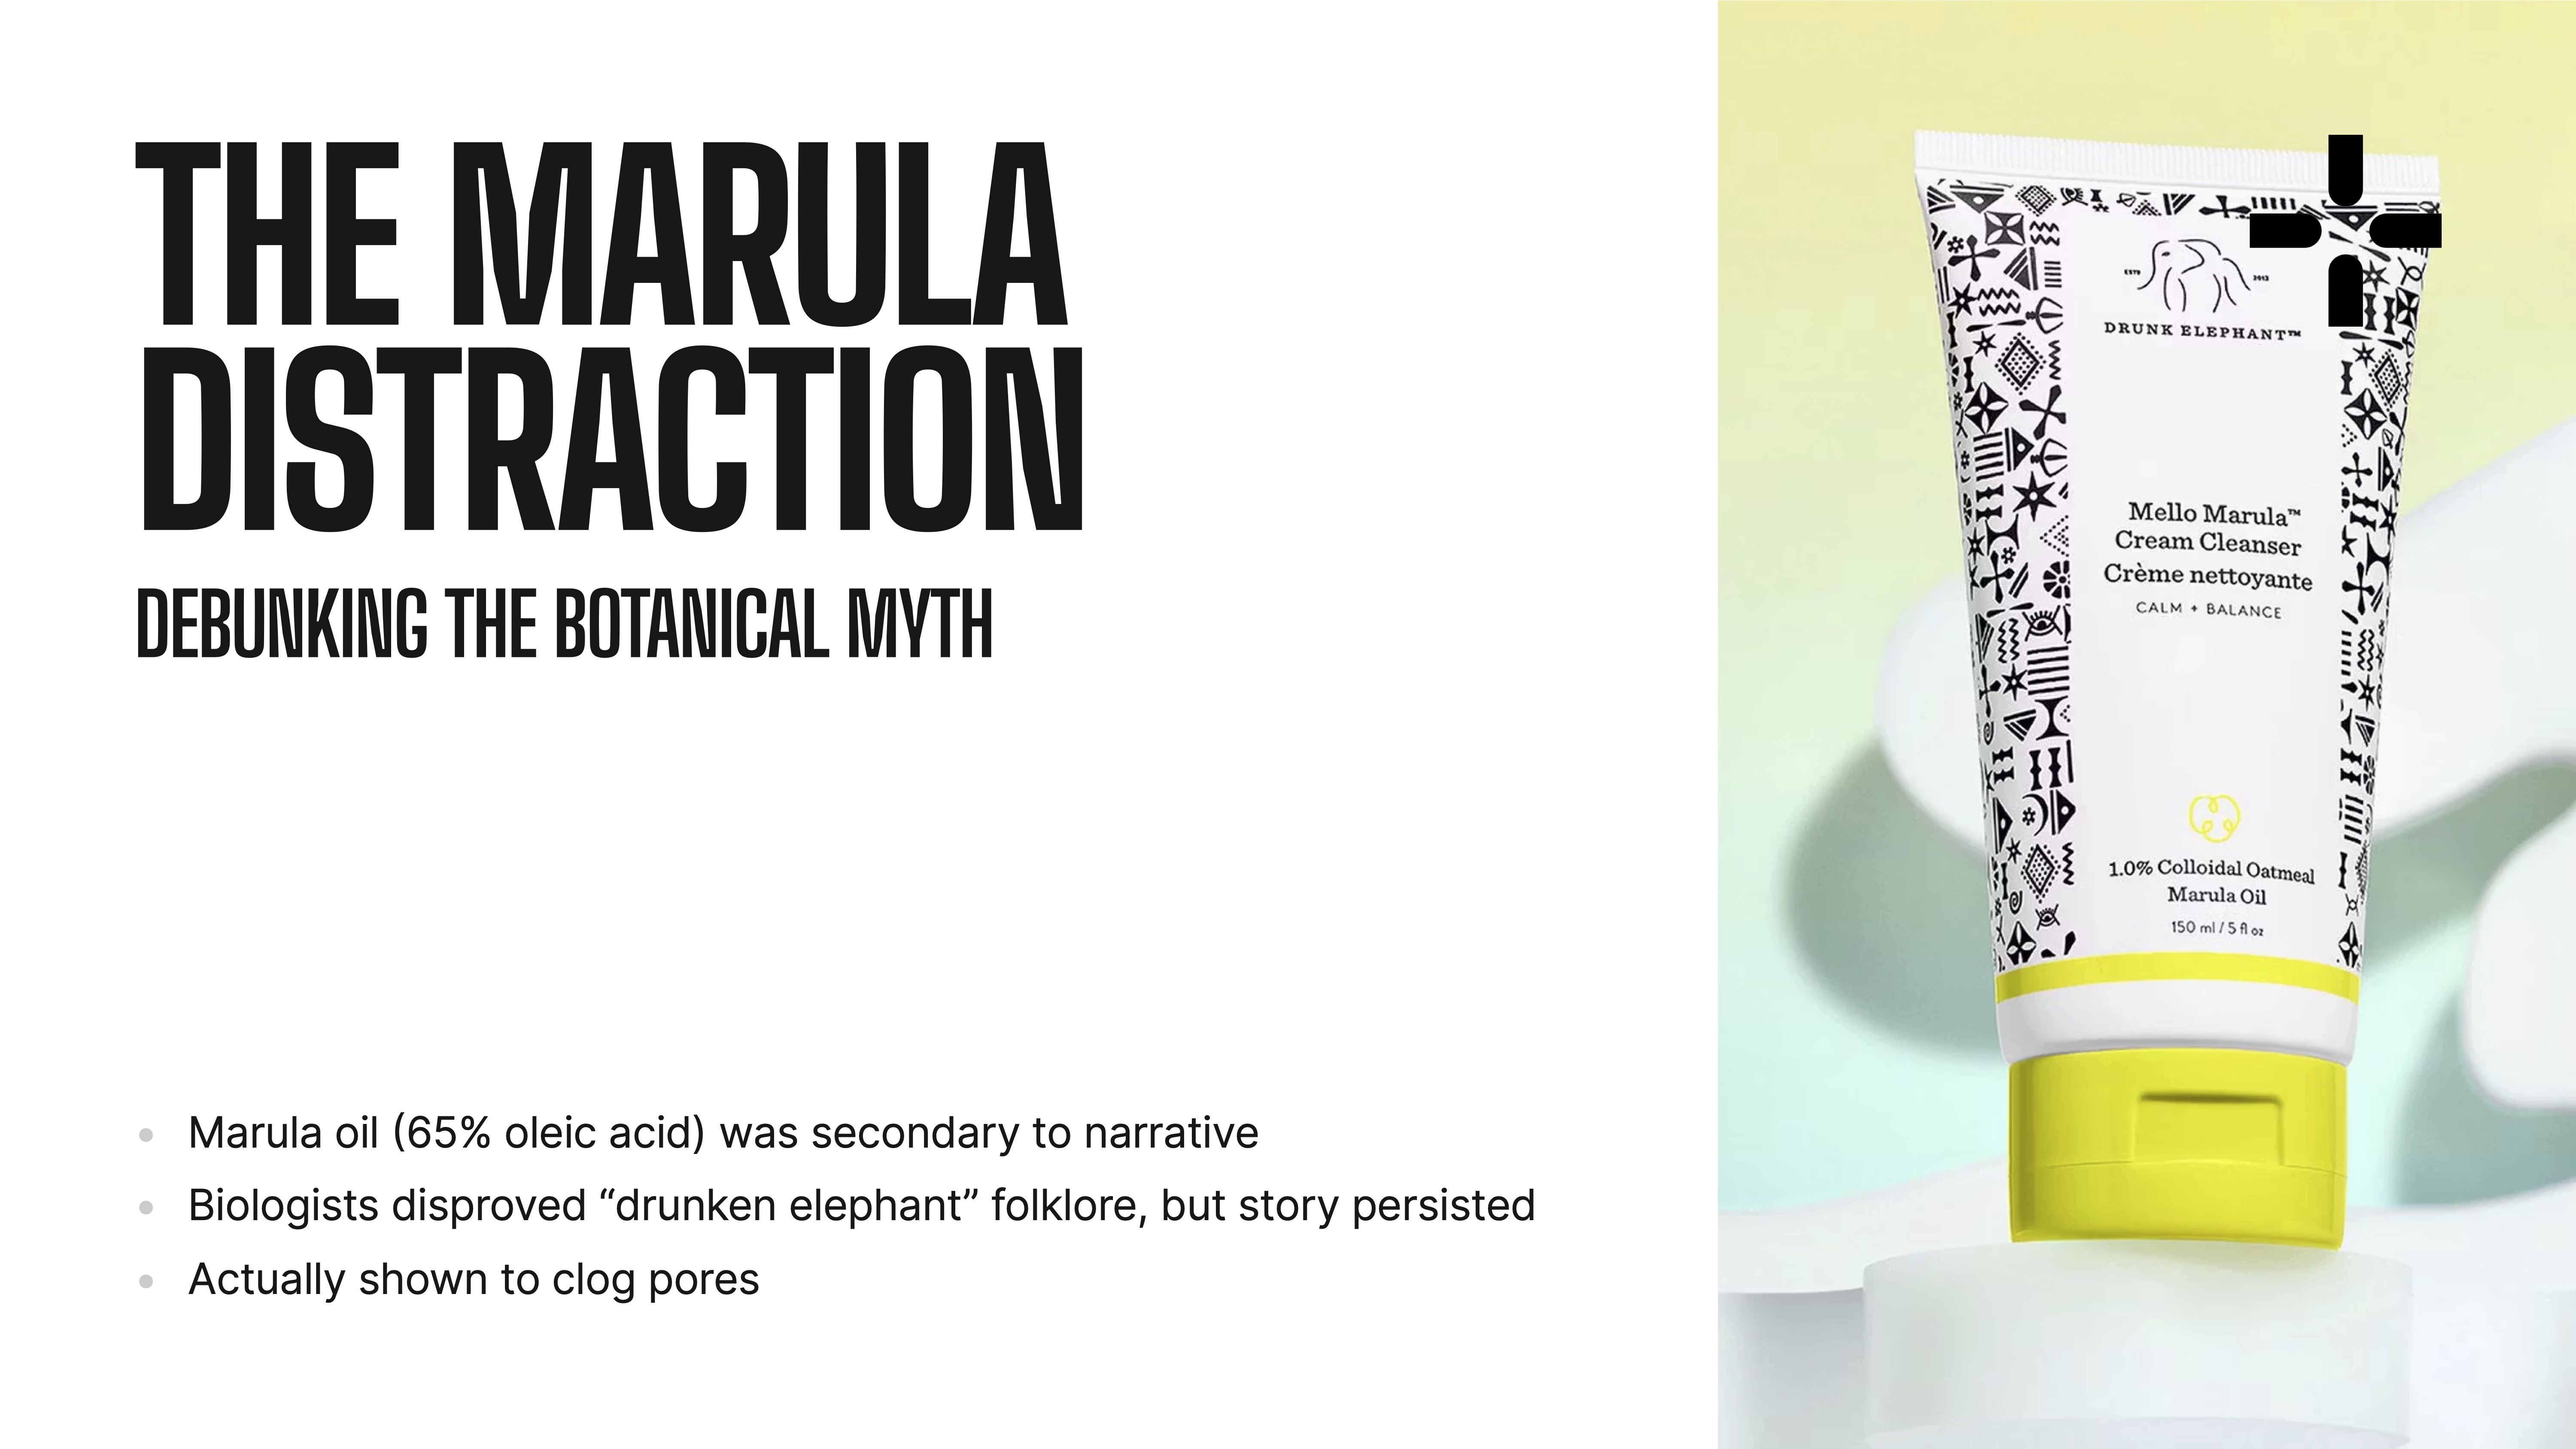 THE MARULA
DISTRACTION
DEBUNKING THE BOTANICAL MYTH
• Marula oil (65% oleic acid) was secondary to narrative
• Biologists disproved “drunken elephant” folklore, but story persisted
• Actually shown to clog pores
ESTD 2012
DRUNK ELEPHANT™
Mello Marula™
Cream Cleanser
Crème nettoyante
CALM + BALANCE
1.0% Colloidal Oatmeal
Marula Oil
150 ml / 5 fl oz